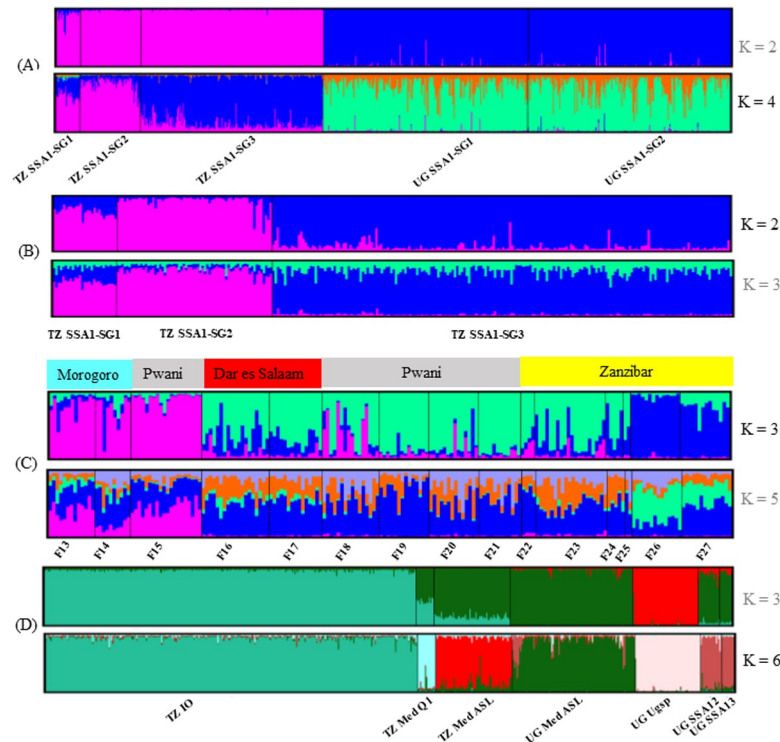 K = 2
(A)
K = 4
TZ SSA1-SG1
TZ SSA1-SG2
TZ SSA1-SG3
UG SSA1-SG1
UG SSA1-SG2
K = 2
(B)
K = 3
TZ SSA1-SG1
TZ SSA1-SG2
TZ SSA1-SG3
Morogoro
Pwani
Dar es Salaam
Pwani
Zanzibar
K = 3
(C)
K = 5
F13
F14
F15
F16
F17
F18
F19
F20
F21
F22
F23
F24
F25
F26
F27
K = 3
(D)
K = 6
TZ IO
TZ Med Q1
TZ Med ASL
UG Med ASL
UG Ugsp
UG SSA12
UG SSA13